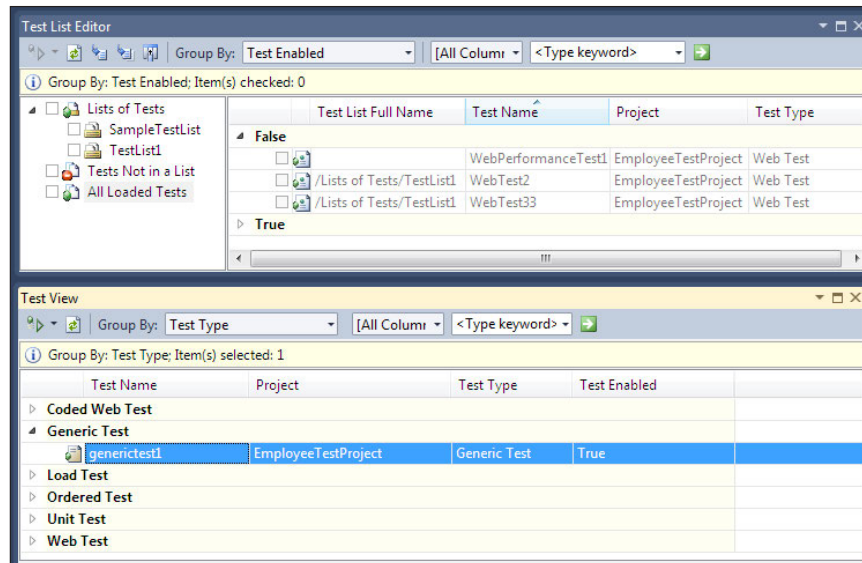 Test List Editor
Group By: Test Enabled [All Colum <Type keyword>
Group By: Test Enabled; Item(s) checked: 0
Lists of Tests
SampleTestList
TestList1
Tests Not in a List
All Loaded Tests
Test List Full Name Test Name Project Test Type
False
WebPerformanceTest1 EmployeeTestProject Web Test
/Lists of Tests/TestList1 WebTest2 EmployeeTestProject Web Test
/Lists of Tests/TestList1 WebTest33 EmployeeTestProject Web Test
True
Test View
Group By: Test Type [All Colum <Type keyword>
Group By: Test Type; Item(s) selected: 1
Test Name Project Test Type Test Enabled
Coded Web Test
Generic Test
generictest1 EmployeeTestProject Generic Test True
Load Test
Ordered Test
Unit Test
Web Test